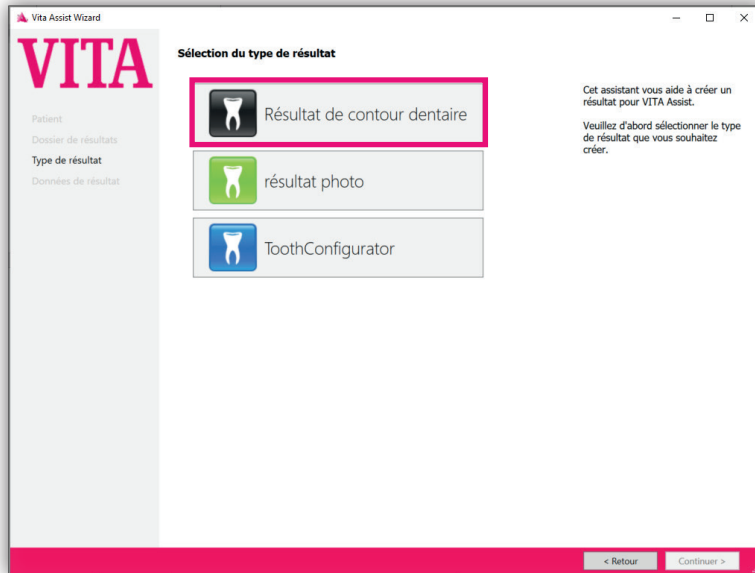 Vita Assist Wizard
VITA
Patient
Dossier de résultats
Type de résultat
Données de résultat
Sélection du type de résultat
Résultat de contour dentaire
résultat photo
ToothConfigurator
Cet assistant vous aide à créer un
résultat pour VITA Assist.
Veuillez d'abord sélectionner le type
de résultat que vous souhaitez
créer.
< Retour
Continuer >